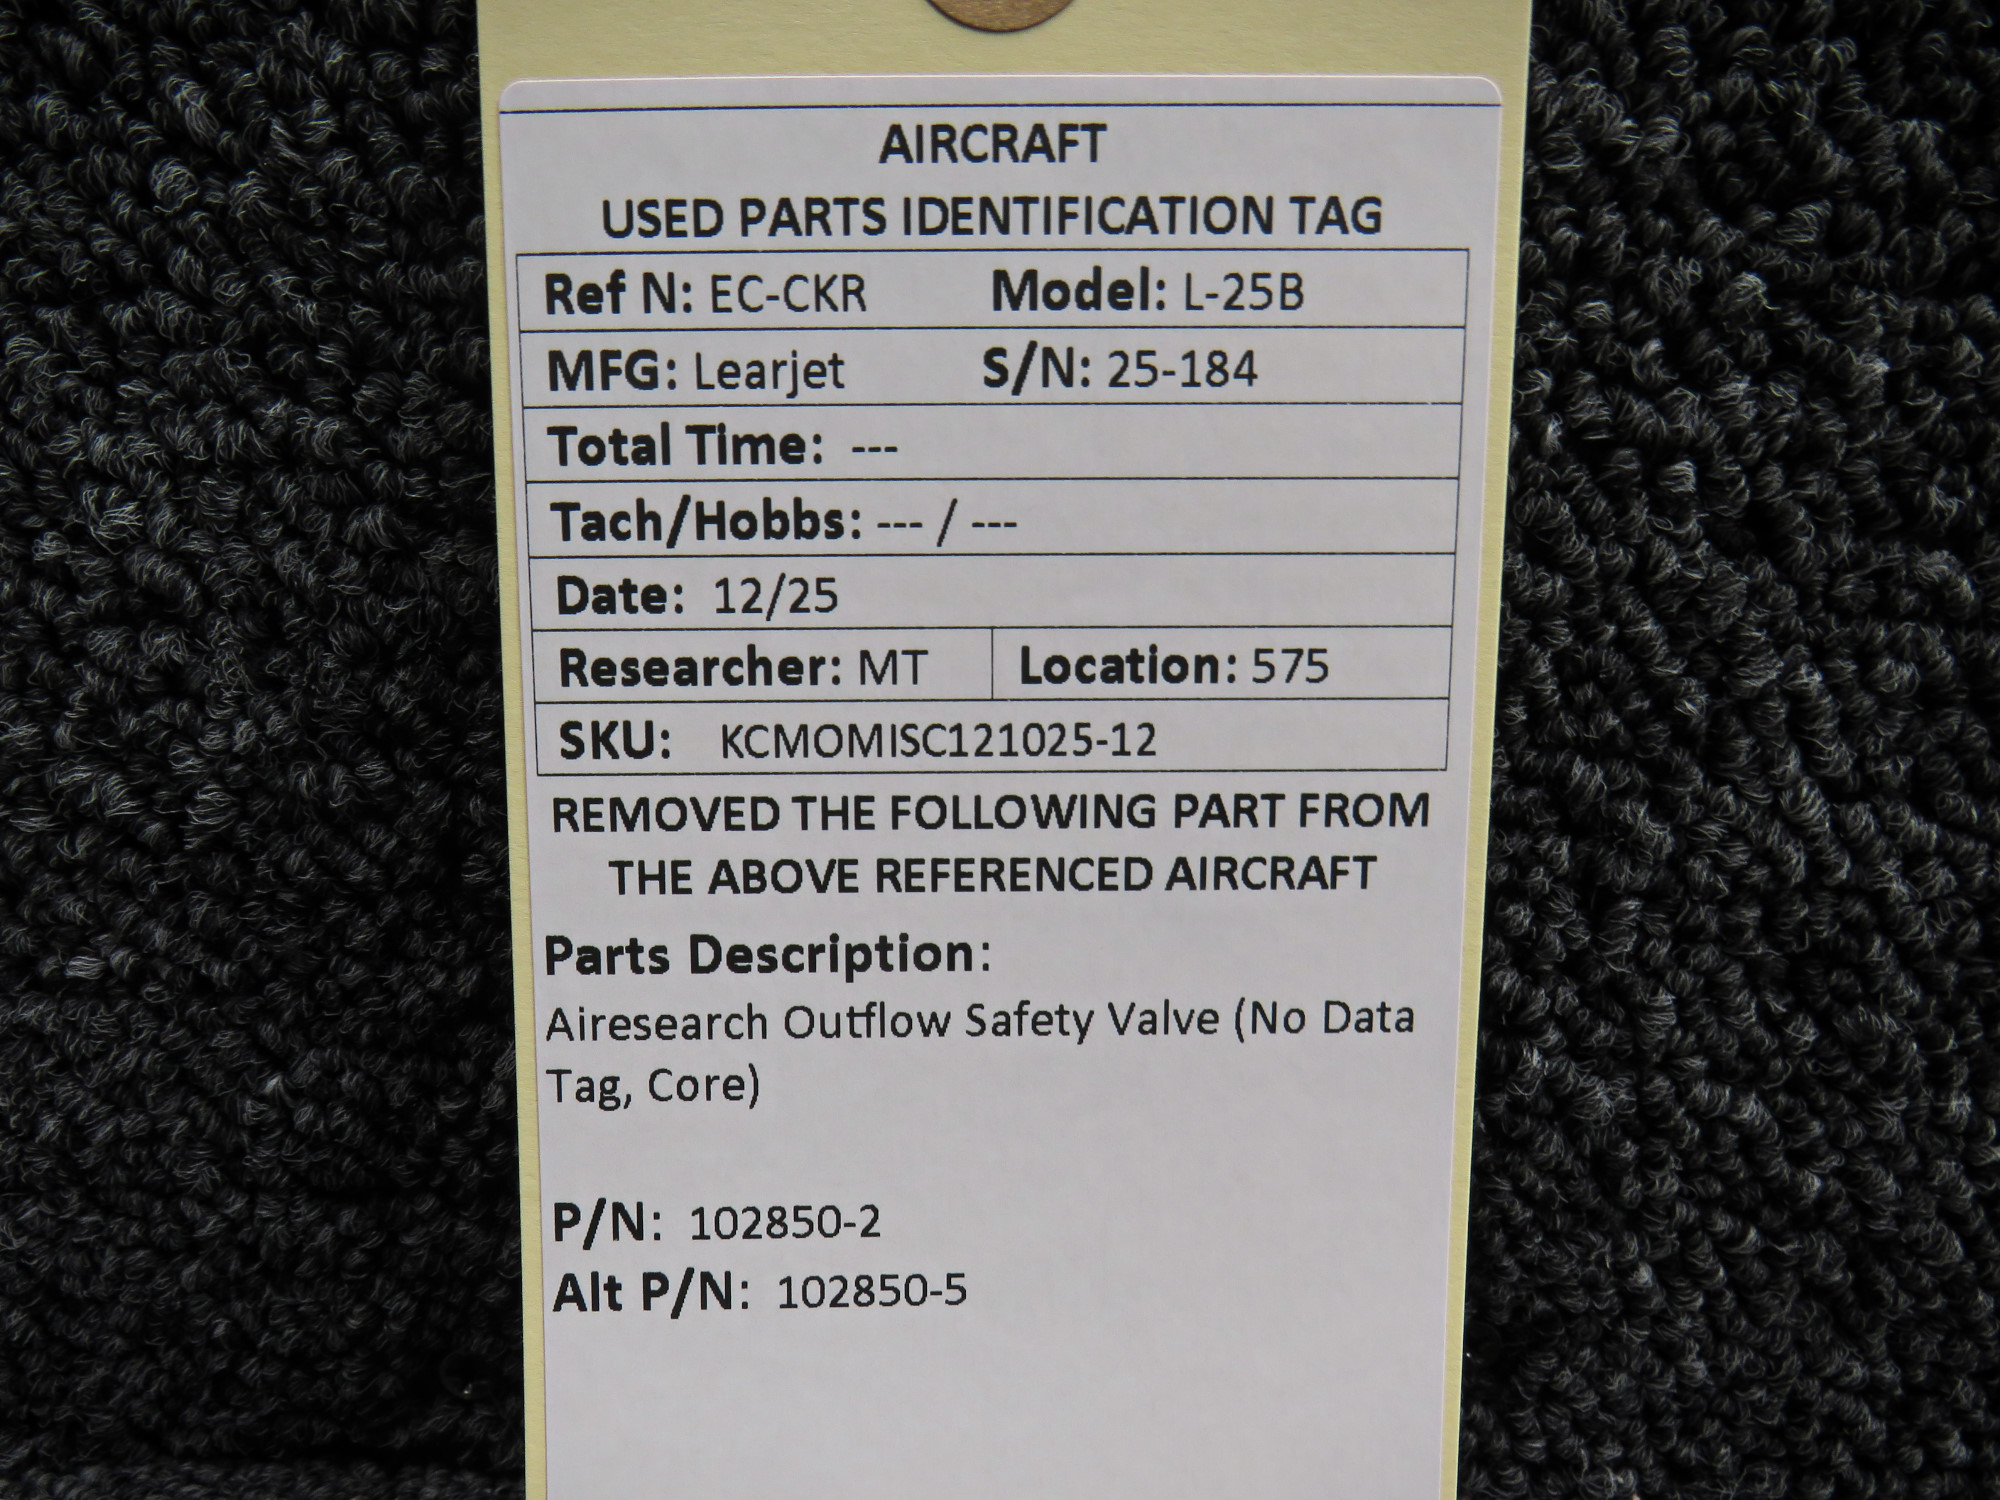 AIRCRAFT
USED PARTS IDENTIFICATION TAG
Ref N: EC-CKR Model: L-25B
MFG: Learjet S/N: 25-184
Total Time: ---
Tach/Hobbs: --- / ---
Date: 12/25
Researcher: MT Location: 575
SKU: KCMOMISC121025-12
REMOVED THE FOLLOWING PART FROM
THE ABOVE REFERENCED AIRCRAFT
Parts Description:
Airesearch Outflow Safety Valve (No Data
Tag, Core)
P/N: 102850-2
Alt P/N: 102850-5